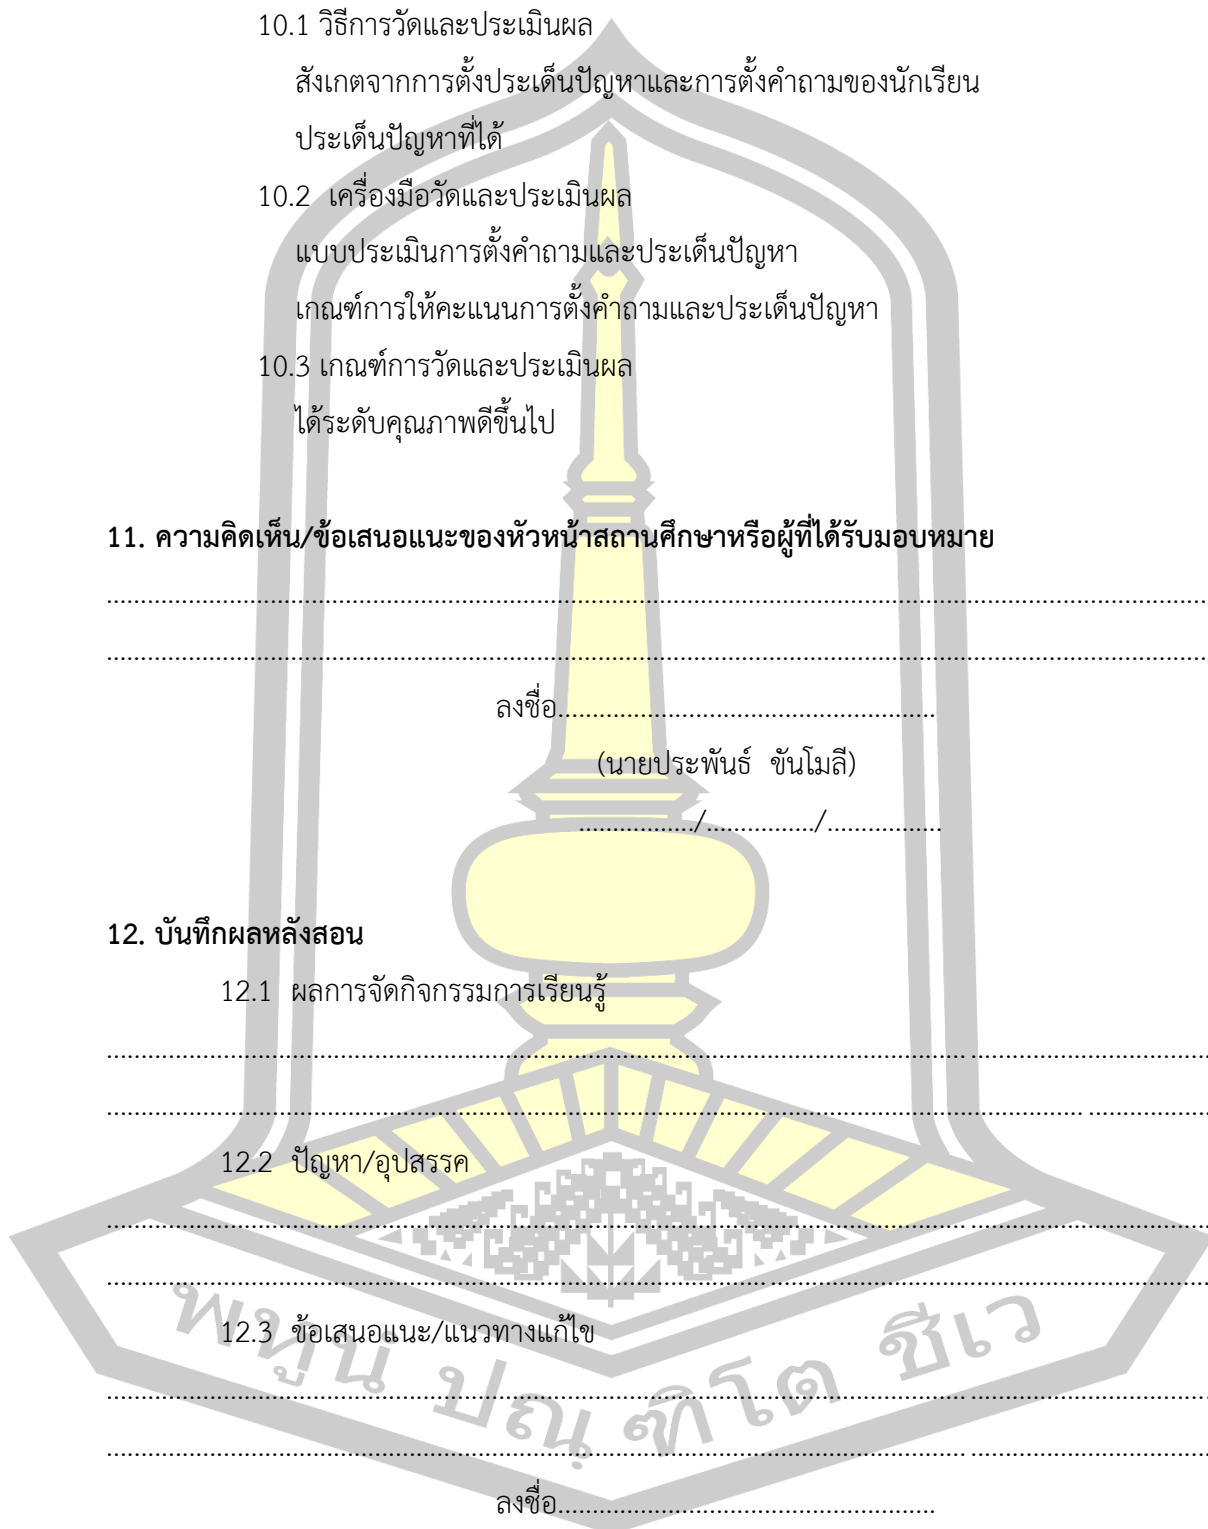 10.1 วิธีการวัดและประเมินผล
สังเกตจากการตั้งประเด็นปัญหาและการตั้งคำถามของนักเรียน
ประเด็นปัญหาที่ได้
10.2 เครื่องมือวัดและประเมินผล
แบบประเมินการตั้งคำถามและประเด็นปัญหา
เกณฑ์การให้คะแนนการตั้งคำถามและประเด็นปัญหา
10.3 เกณฑ์การวัดและประเมินผล
ได้ระดับคุณภาพดีขึ้นไป
11. ความคิดเห็น/ข้อเสนอแนะของหัวหน้าสถานศึกษาหรือผู้ที่ได้รับมอบหมาย
................................................................................
................................................................................
ลงชื่อ.......................................................
(นายประพันธ์ ขันโมลี)
................./................/.................
12. บันทึกผลหลังสอน
12.1 ผลการจัดกิจกรรมการเรียนรู้
................................................................................
................................................................................
12.2 ปัญหา/อุปสรรค
................................................................................
................................................................................
12.3 ข้อเสนอแนะ/แนวทางแก้ไข
................................................................................
................................................................................
พหูน ปณฺฑิโต ชีเว
ลงชื่อ.......................................................